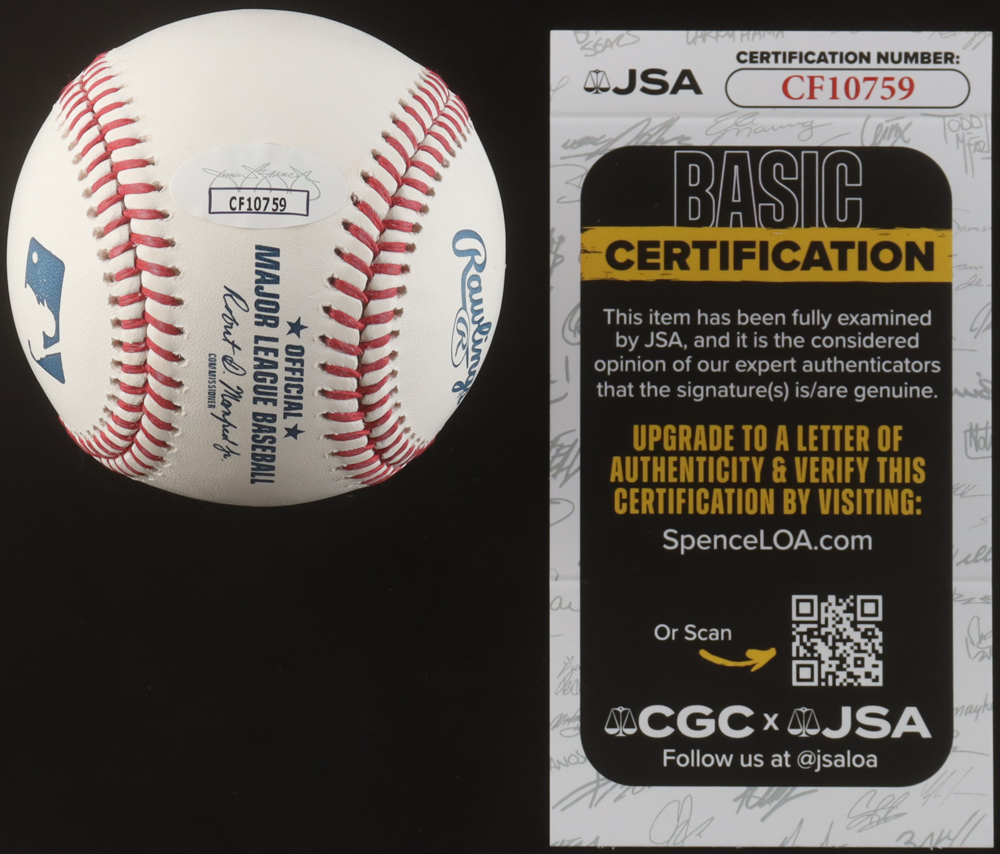 CF10759
★ OFFICIAL ★
MAJOR LEAGUE BASEBALL
Robert D Manfred Jr.
COMMISSIONER
Rawlings
R
JSA
CERTIFICATION NUMBER:
CF10759
BASIC
CERTIFICATION
This item has been fully examined
by JSA, and it is the considered
opinion of our expert authenticators
that the signature(s) is/are genuine.
UPGRADE TO A LETTER OF
AUTHENTICITY & VERIFY THIS
CERTIFICATION BY VISITING:
SpenceLOA.com
Or Scan
CGC x JSA
Follow us at @jsaloa